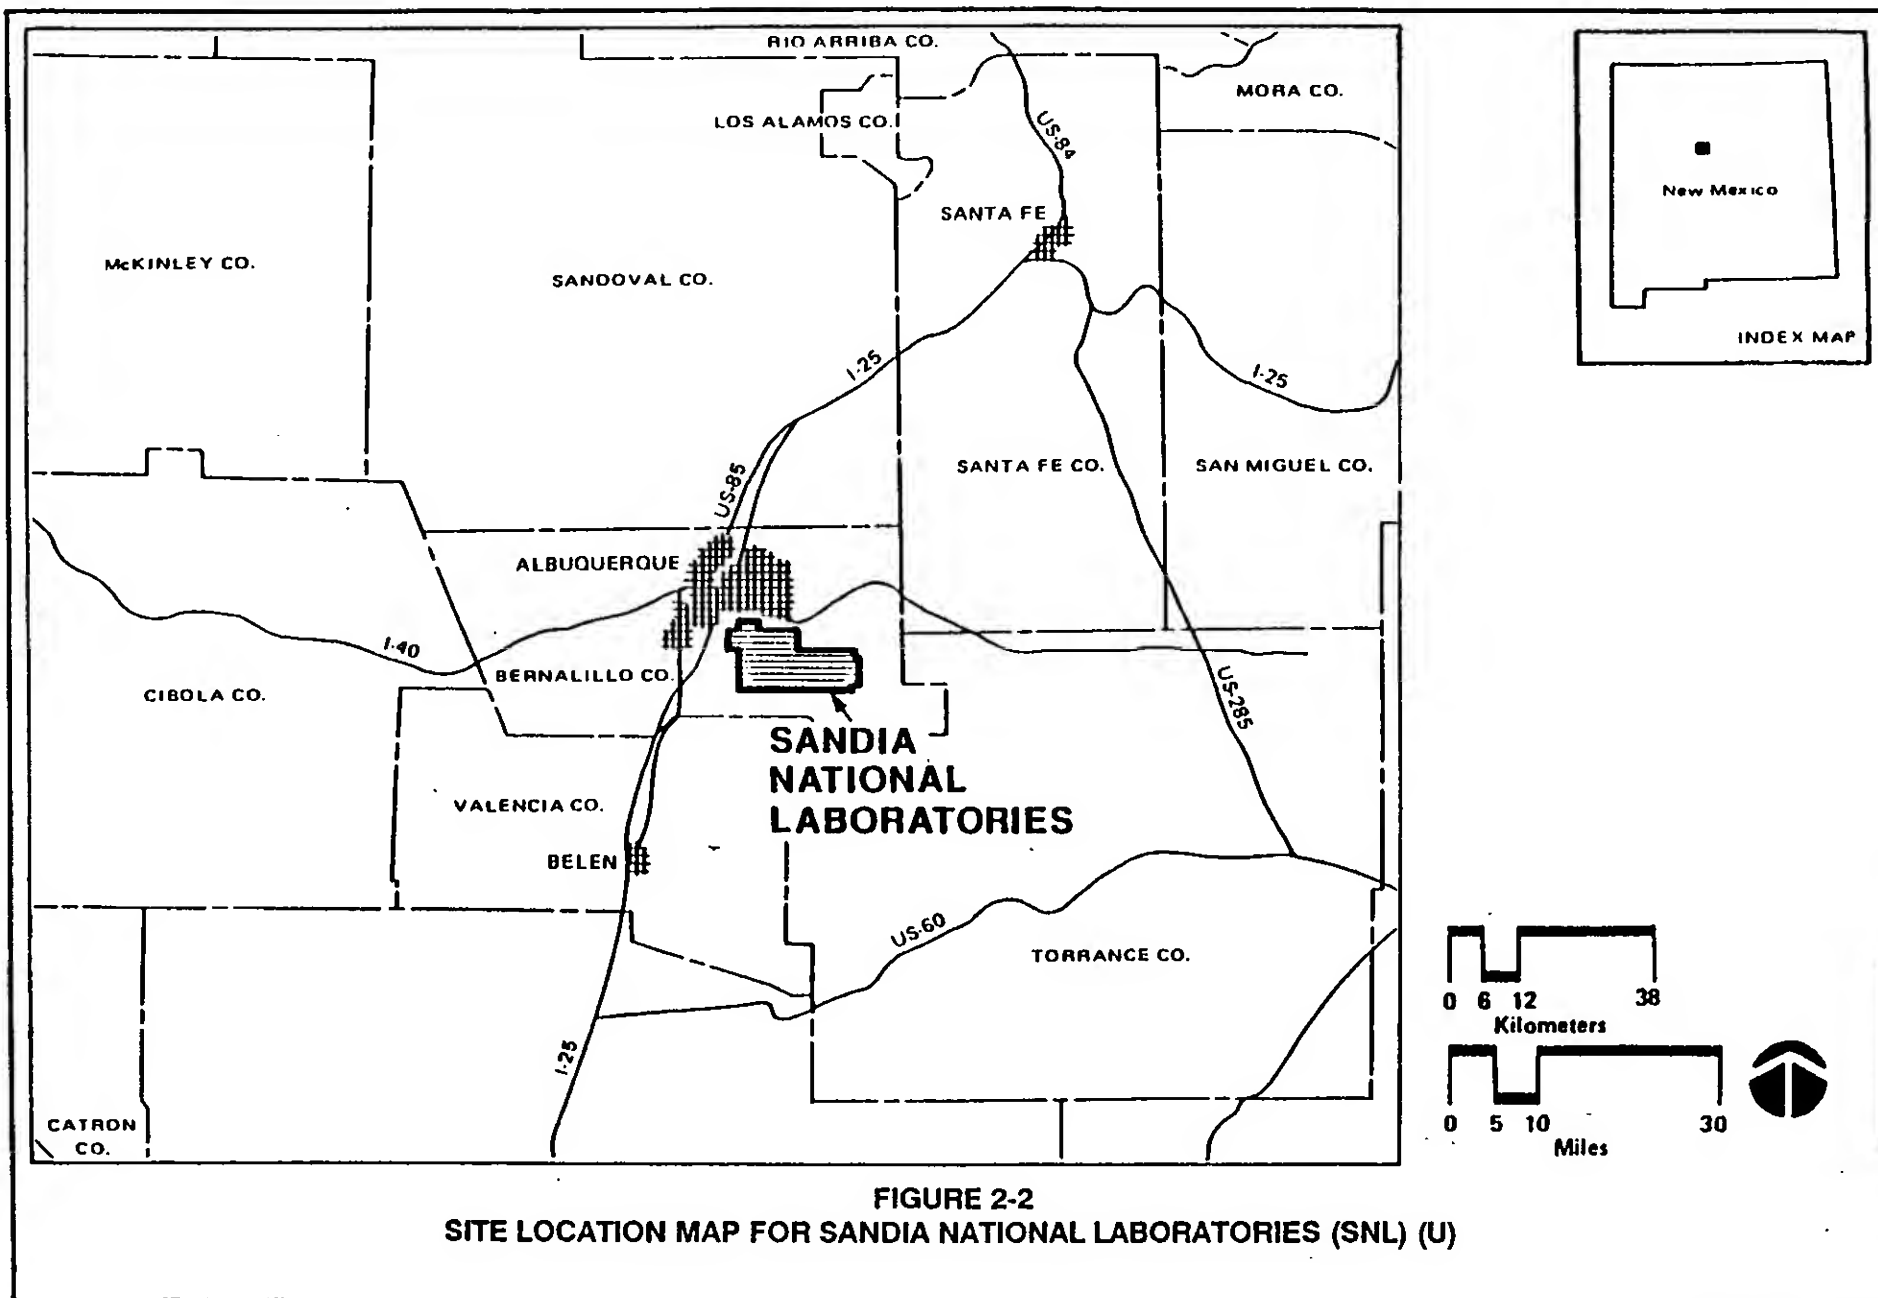 RIO ARRIBA CO.
MORA CO.
LOS ALAMOS CO.
US-84
New Mexico
SANTA FE
McKINLEY CO.
SANDOVAL CO.
INDEX MAP
I-25
I-25
SANTA FE CO.
SAN MIGUEL CO.
US-85
ALBUQUERQUE
I-40
BERNALILLO CO.
CIBOLA CO.
US-285
SANDIA
NATIONAL
LABORATORIES
VALENCIA CO.
BELEN
US-60
TORRANCE CO.
0 6 12 38
Kilometers
I-25
0 5 10 30
Miles
CATRON
CO.
FIGURE 2-2
SITE LOCATION MAP FOR SANDIA NATIONAL LABORATORIES (SNL) (U)